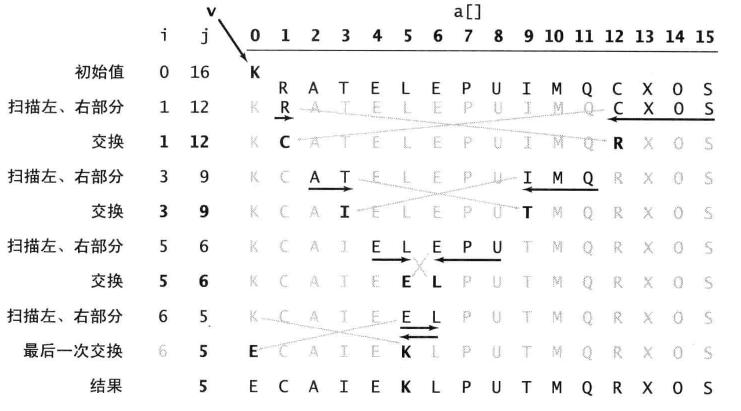 v a[]
i j 0 1 2 3 4 5 6 7 8 9 10 11 12 13 14 15
初始值 0 16 K R A T E L E P U I M Q C X O S
扫描左、右部分 1 12 K R A T E L E P U I M Q C X O S
交换 1 12 K C A T E L E P U I M Q R X O S
扫描左、右部分 3 9 K C A T E L E P U I M Q R X O S
交换 3 9 K C A I E L E P U T M Q R X O S
扫描左、右部分 5 6 K C A I E L E P U T M Q R X O S
交换 5 6 K C A I E E L P U T M Q R X O S
扫描左、右部分 6 5 K C A I E E L P U T M Q R X O S
最后一次交换 6 5 E C A I E K L P U T M Q R X O S
结果 5 E C A I E K L P U T M Q R X O S